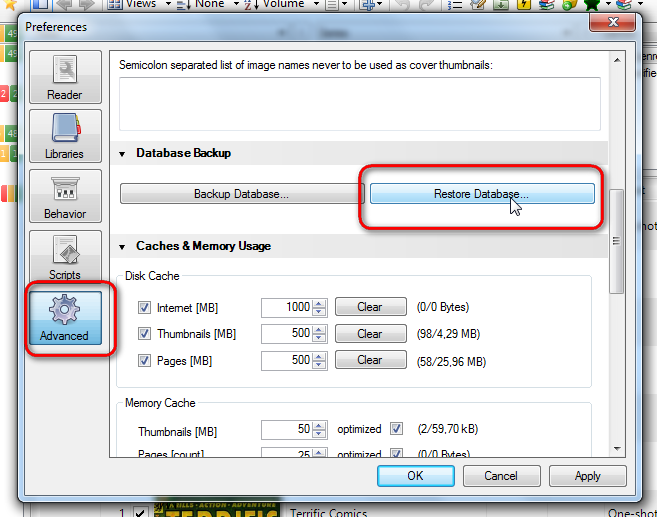 Views
None
Volume
Preferences
Reader
Libraries
Behavior
Scripts
Advanced
Semicolon separated list of image names never to be used as cover thumbnails:
Database Backup
Backup Database...
Restore Database...
Caches & Memory Usage
Disk Cache
Internet [MB] 1000 Clear (0/0 Bytes)
Thumbnails [MB] 500 Clear (98/4,29 MB)
Pages [MB] 500 Clear (58/25,96 MB)
Memory Cache
Thumbnails [MB] 50 optimized (2/59,70 kB)
Pages [count] 25 optimized (0/0 Bytes)
OK Cancel Apply
1 Terrific Comics One-shot